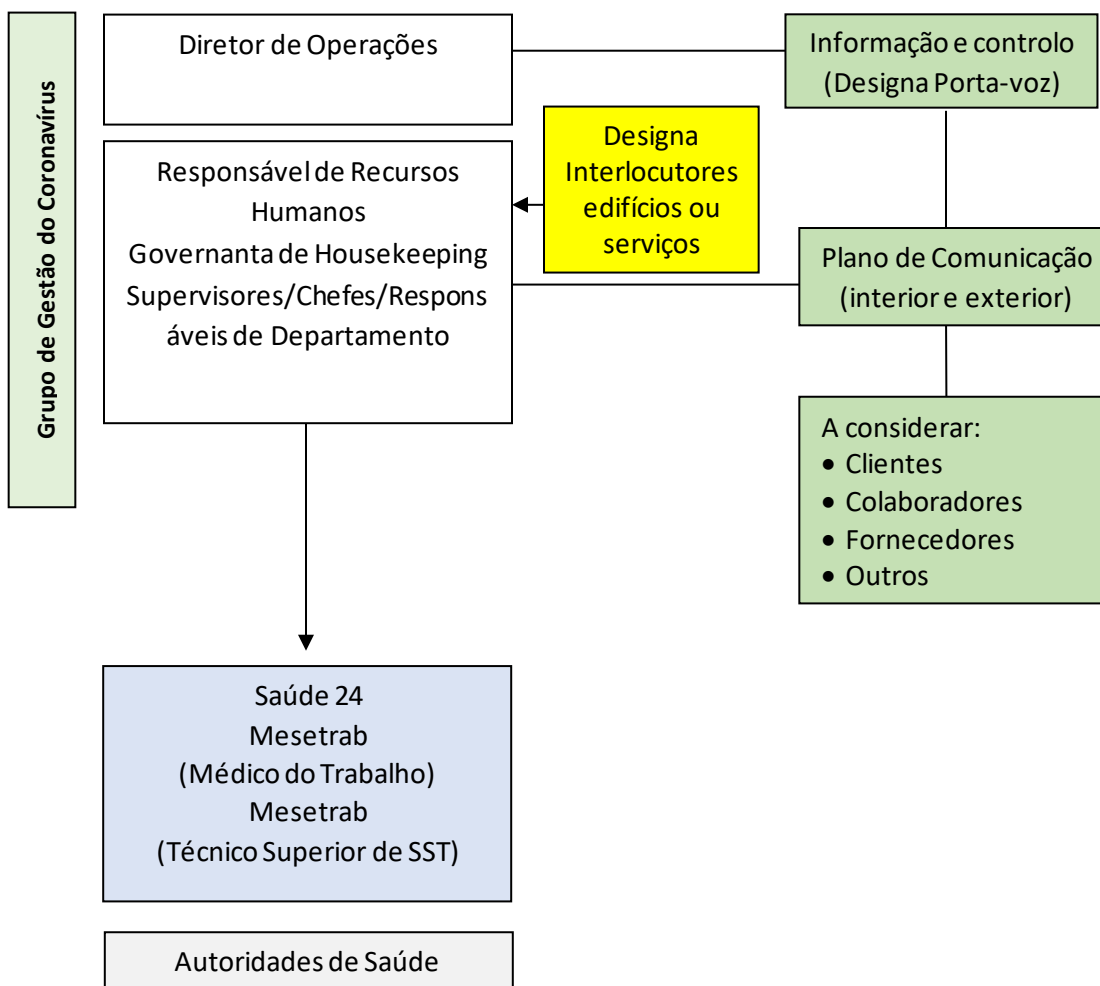 Grupo de Gestão do Coronavírus
Diretor de Operações
Informação e controlo
(Designa Porta-voz)
Responsável de Recursos
Humanos
Governanta de Housekeeping
Supervisores/Chefes/Respons
áveis de Departamento
Designa
Interlocutores
edifícios ou
serviços
Plano de Comunicação
(interior e exterior)
A considerar:
• Clientes
• Colaboradores
• Fornecedores
• Outros
Saúde 24
Mesetrab
(Médico do Trabalho)
Mesetrab
(Técnico Superior de SST)
Autoridades de Saúde